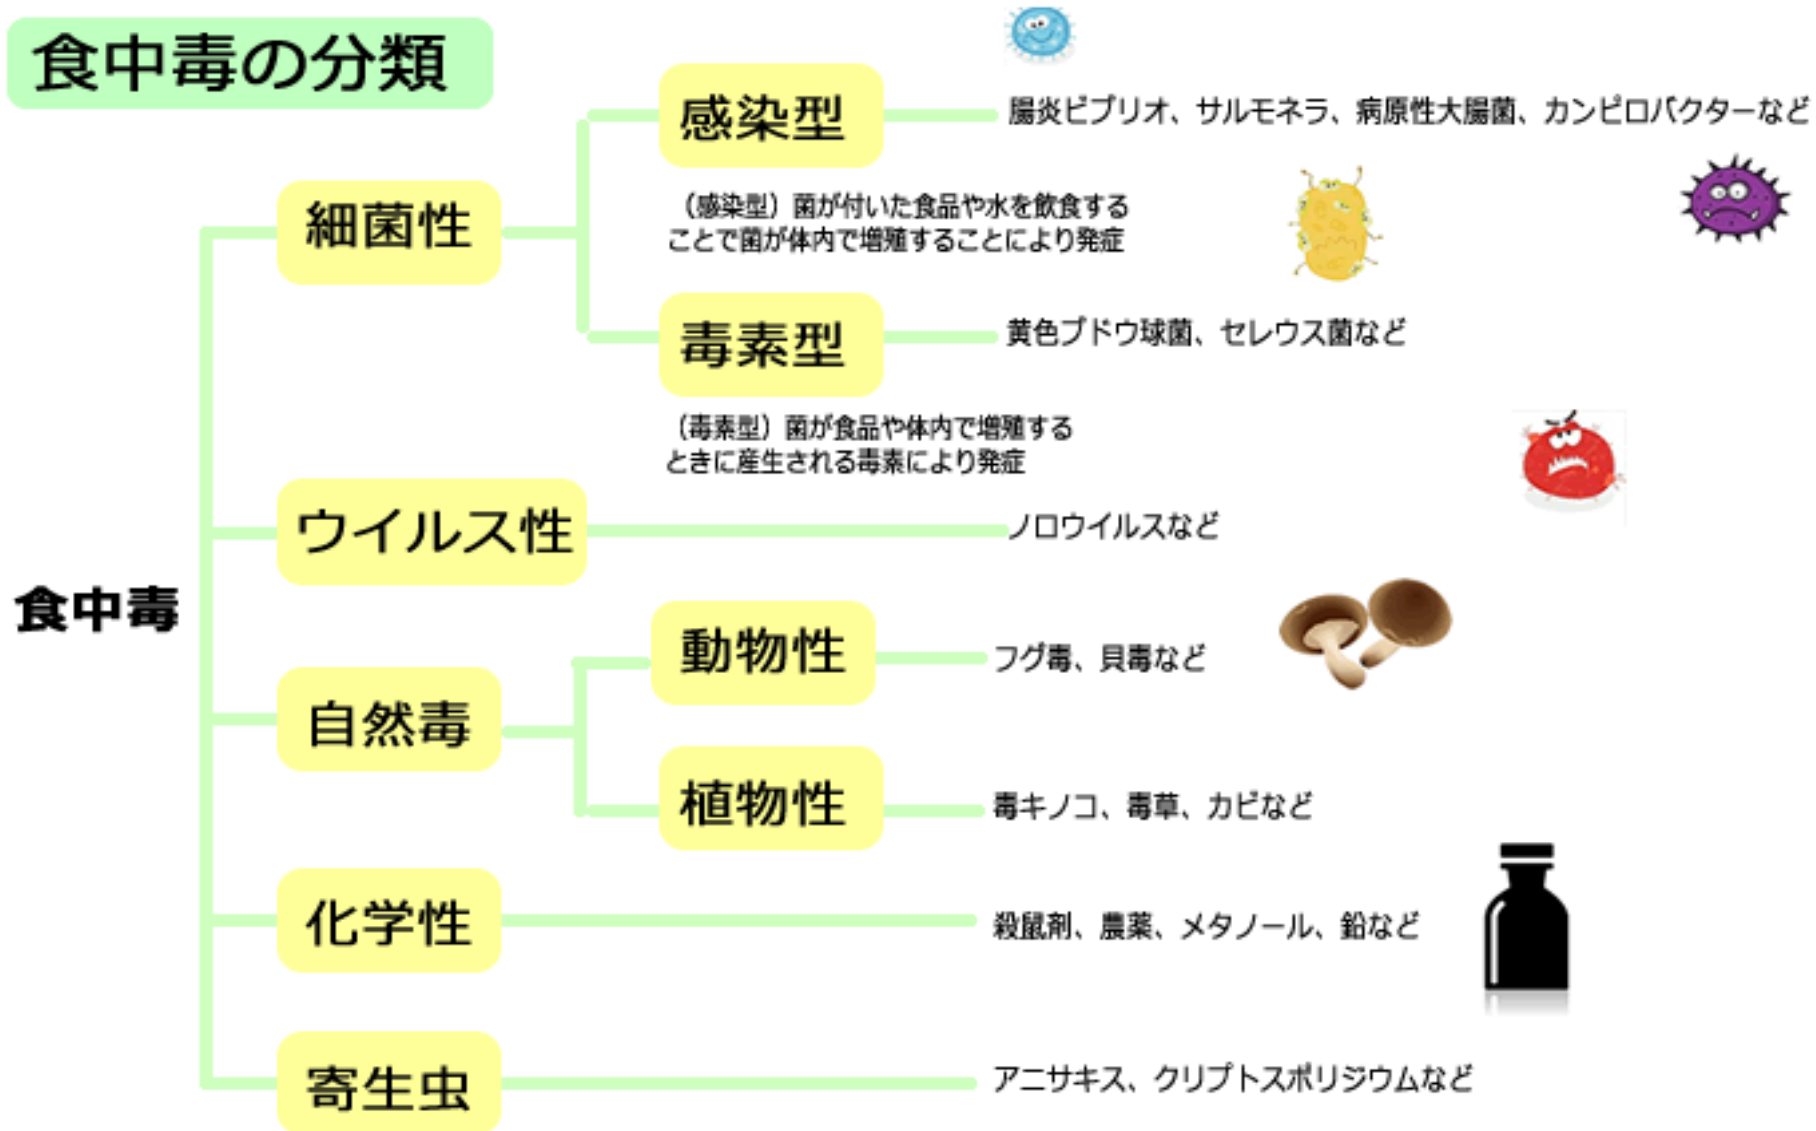 食中毒の分類
感染型
腸炎ビブリオ、サルモネラ、病原性大腸菌、カンピロバクターなど
細菌性
（感染型）菌が付いた食品や水を飲食する
ことで菌が体内で増殖することにより発症
毒素型
黄色ブドウ球菌、セレウス菌など
（毒素型）菌が食品や体内で増殖する
ときに産生される毒素により発症
ウイルス性
ノロウイルスなど
食中毒
動物性
フグ毒、貝毒など
自然毒
植物性
毒キノコ、毒草、カビなど
化学性
殺鼠剤、農薬、メタノール、鉛など
寄生虫
アニサキス、クリプトスポリジウムなど